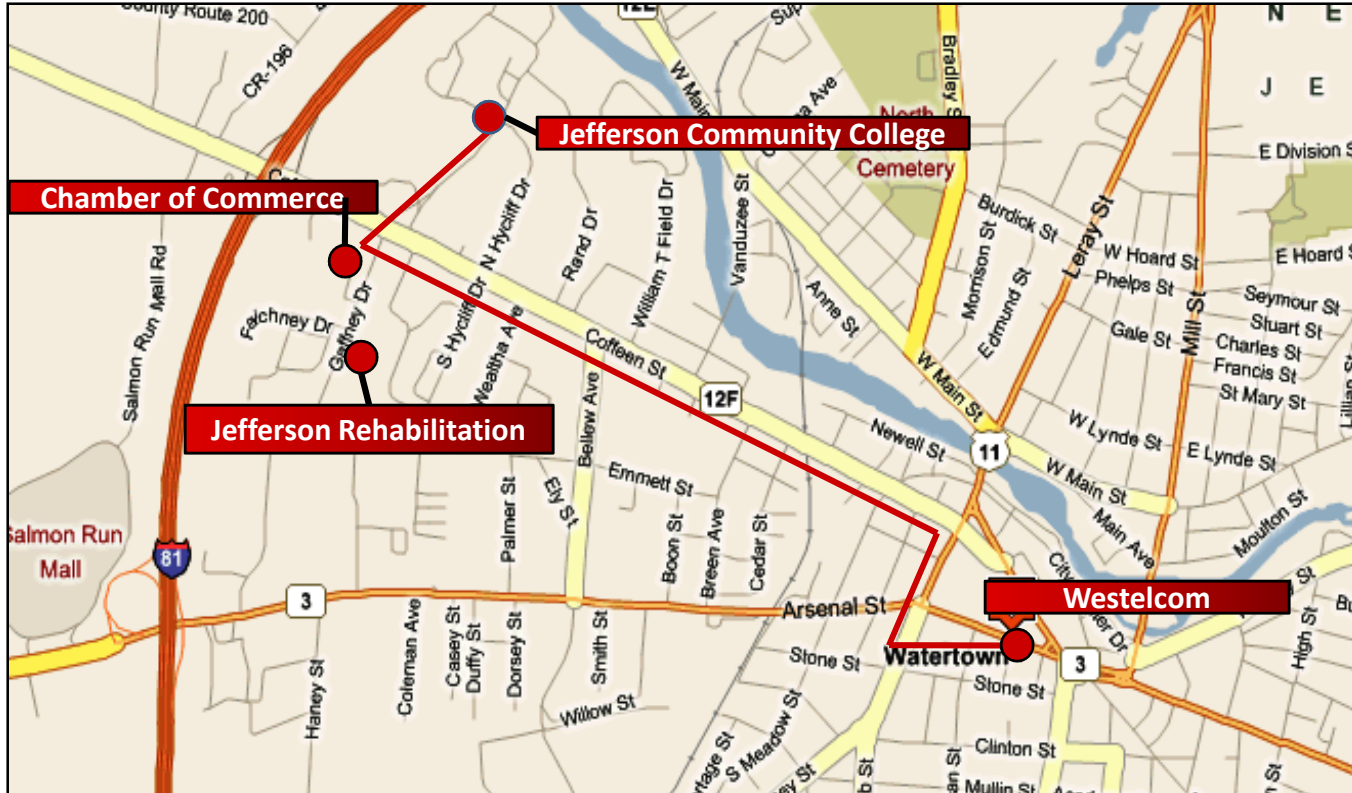 County Route 200
CR-196
12E
Sup
N E
J E
W Main
Bradley St
North
Cemetery
E Division S
Jefferson Community College
Chamber of Commerce
Salmon Run Mall Rd
N Hycliff Dr
Rand Dr
William T Field Dr
Vanduzee St
Burdick St
Leray St
W Hoard St
E Hoard S
Phelps St
Morrison St
Edmund St
Mill St
Seymour St
Stuart St
Gale St
Charles St
Francis St
St Mary St
Lillian St
Anne St
Gaffney Dr
S Hycliff Dr
Nealtha Ave
Coffeen St
12F
W Main St
Jefferson Rehabilitation
Bellew Ave
Newell St
11
W Lynde St
E Lynde St
W Main St
Main Ave
Moulton St
Salmon Run
Mall
81
3
Palmer St
Ely St
Emmett St
Boon St
Breen Ave
Cedar St
Arsenal St
Westelcom
Coleman Ave
Casey St
Duffy St
Dorsey St
Smith St
Haney St
Willow St
Stone St
Watertown
Stone St
3
High St
S Meadow St
Clinton St
Mullin St